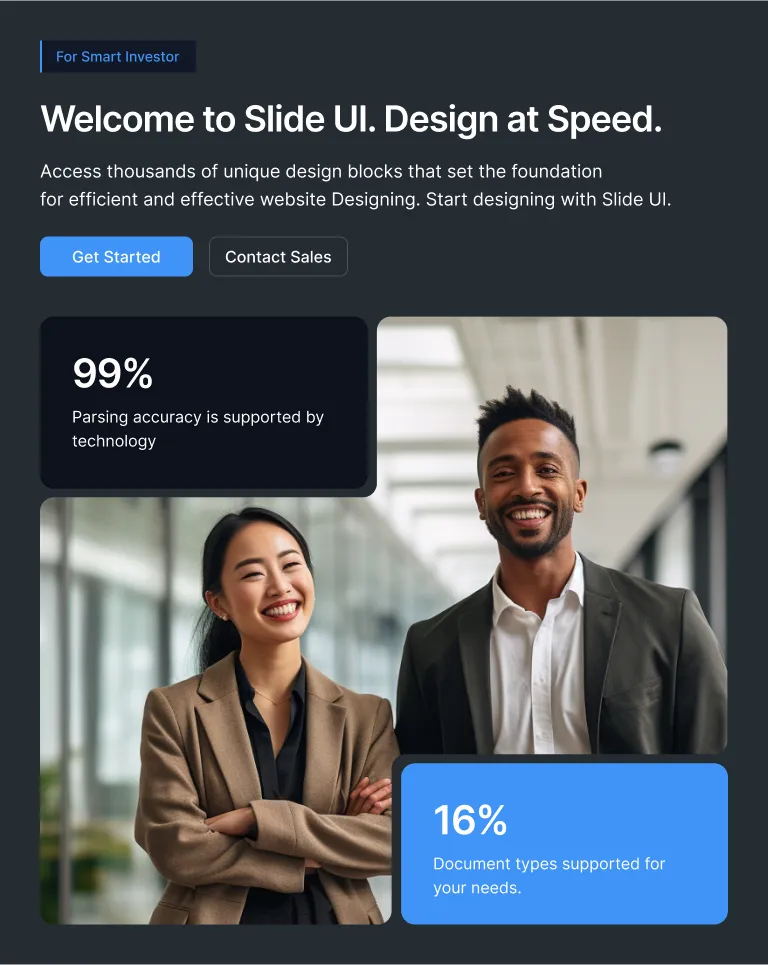 For Smart Investor
Welcome to Slide UI. Design at Speed.
Access thousands of unique design blocks that set the foundation
for efficient and effective website Designing. Start designing with Slide UI.
Get Started
Contact Sales
99%
Parsing accuracy is supported by
technology
16%
Document types supported for
your needs.